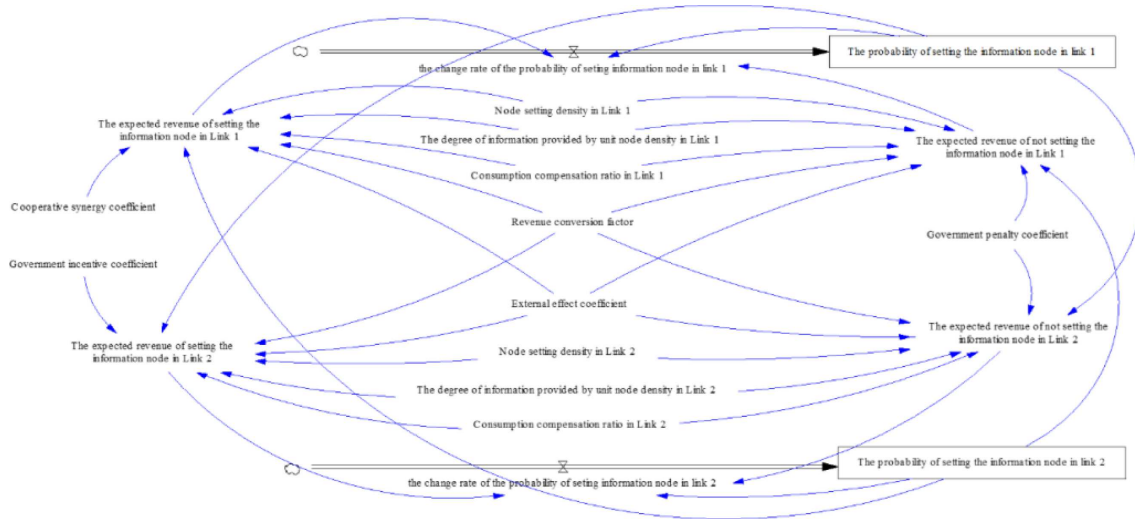 The probability of setting the information node in link 1
the change rate of the probability of seting information node in link 1
Node setting density in Link 1
The expected revenue of setting the
information node in Link 1
The degree of information provided by unit node density in Link 1
The expected revenue of not setting the
information node in Link 1
Consumption compensation ratio in Link 1
Cooperative synergy coefficient
Revenue conversion factor
Government penalty coefficient
Government incentive coefficient
External effect coefficient
The expected revenue of not setting the
information node in Link 2
The expected revenue of setting the
information node in Link 2
Node setting density in Link 2
The degree of information provided by unit node density in Link 2
Consumption compensation ratio in Link 2
The probability of setting the information node in link 2
the change rate of the probability of seting information node in link 2